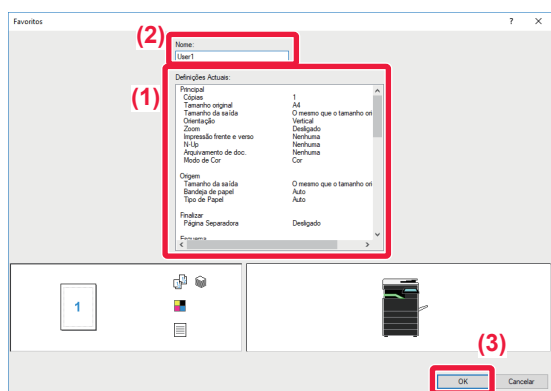 Favoritos ? ×
(2)
Nome:
User1
(1)
Definições Actuais:
Principal
Cópias 1
Tamanho original A4
Tamanho da saída O mesmo que o tamanho ori
Orientação Vertical
Zoom Desligado
Impressão frente e verso Nenhuma
N-Up Nenhuma
Arquivamento de doc. Nenhuma
Modo de Cor Cor
Origem
Tamanho da saída O mesmo que o tamanho ori
Bandeja de papel Auto
Tipo de Papel Auto
Finalizar
Página Separadora Desligado
Esquema
1
(3)
OK Cancelar